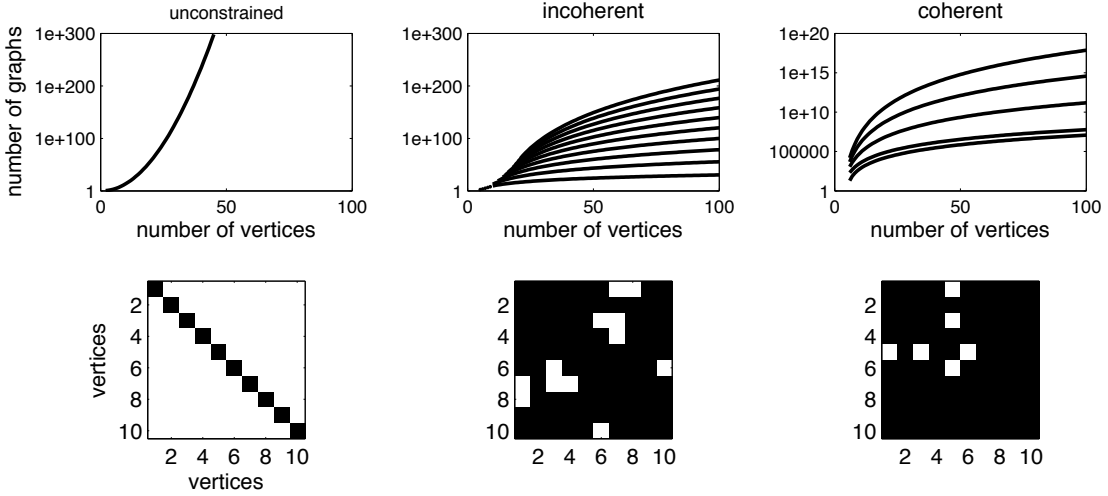 unconstrained
incoherent
coherent
number of graphs
1e+300
1e+200
1e+100
1
0
50
100
number of vertices
1e+300
1e+200
1e+100
1
0
50
100
number of vertices
1e+20
1e+15
1e+10
100000
1
0
50
100
number of vertices
vertices
2
4
6
8
10
2 4 6 8 10
vertices
2
4
6
8
10
2 4 6 8 10
2
4
6
8
10
2 4 6 8 10